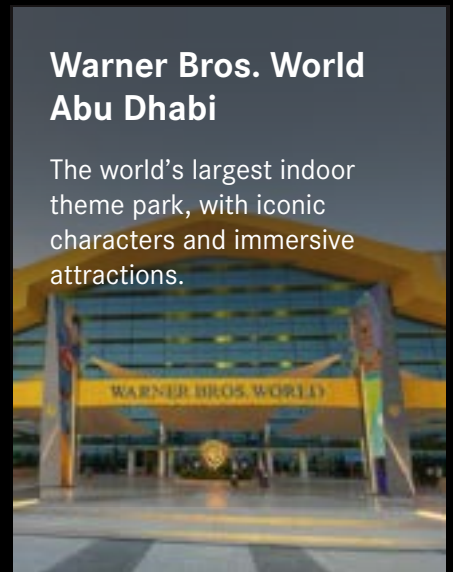 Warner Bros. World
Abu Dhabi
The world’s largest indoor
theme park, with iconic
characters and immersive
attractions.
WARNER BROS. WORLD